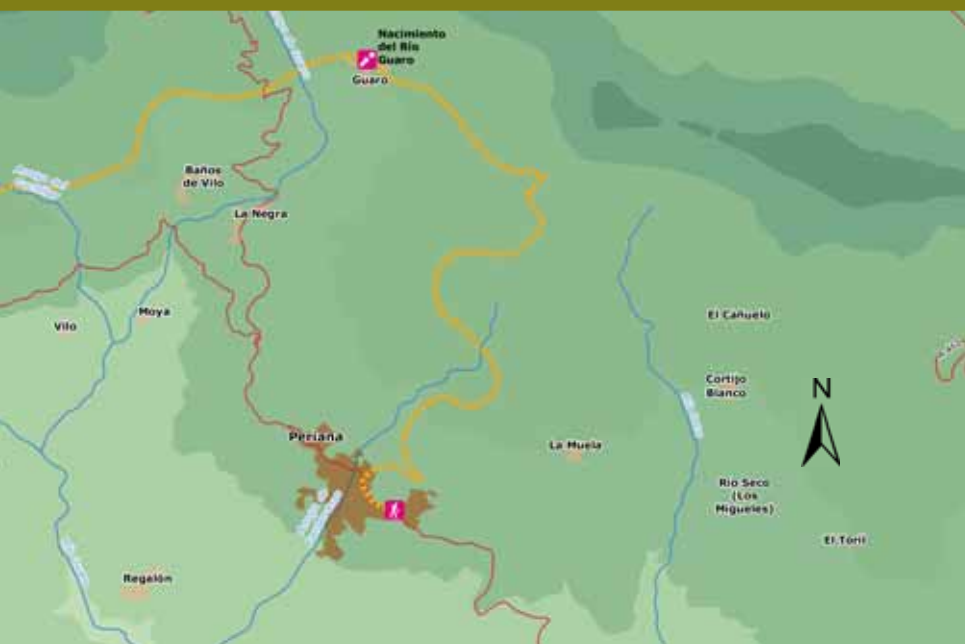 Nacimiento
del Río
Guaro
Guaro
Baños
de Vilo
La Negra
Moya
Vilo
El Cañuelo
Cortijo
Blanco
N
Periana
La Muela
Rio Seco
(Los
Migueles)
El Toril
Regalón